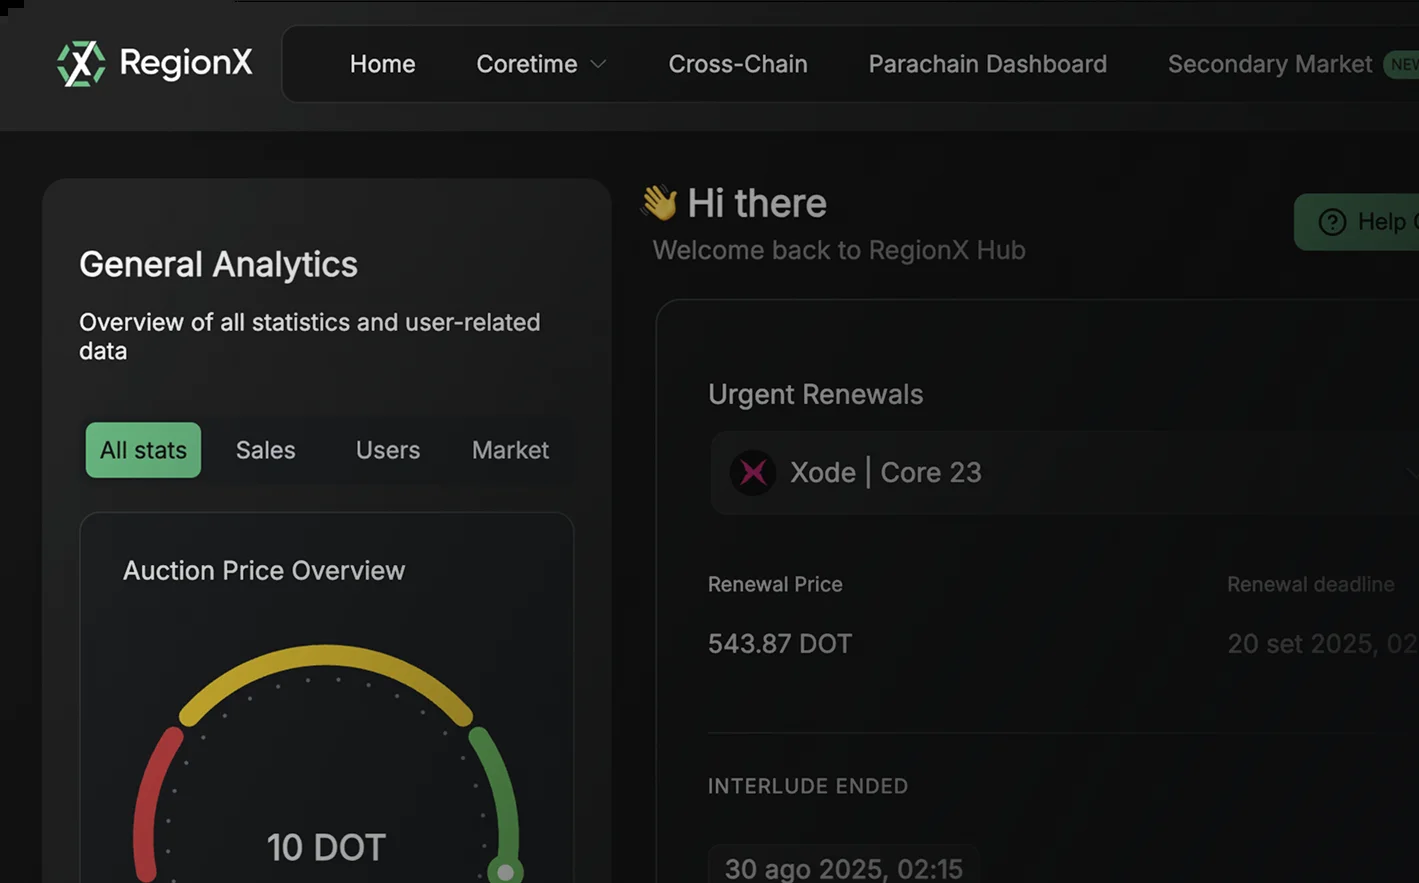 RegionX
Home
Coretime
Cross-Chain
Parachain Dashboard
Secondary Market
NEW
General Analytics
Overview of all statistics and user-related
data
All stats
Sales
Users
Market
Auction Price Overview
10 DOT
Hi there
Welcome back to RegionX Hub
Help
Urgent Renewals
Xode | Core 23
Renewal Price
543.87 DOT
Renewal deadline
20 set 2025, 02
INTERLUDE ENDED
30 ago 2025, 02:15